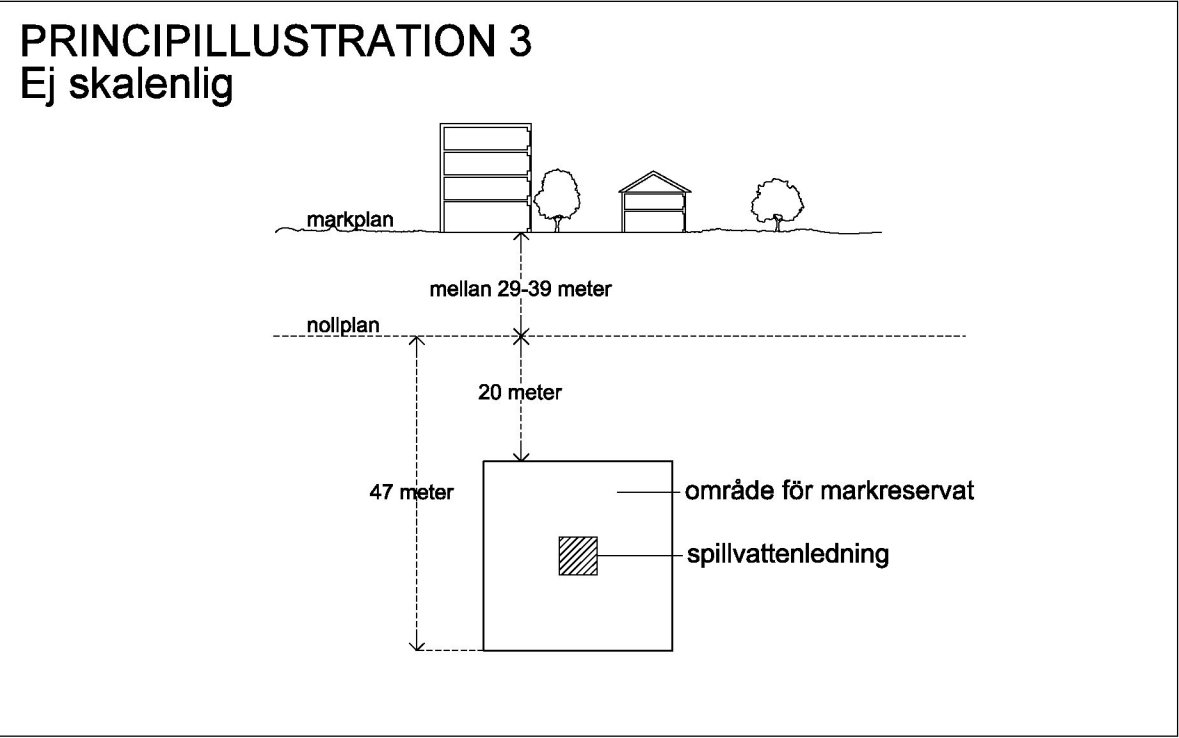 PRINCIPILLUSTRATION 3
Ej skalenlig
markplan
mellan 29-39 meter
nollplan
20 meter
47 meter
område för markreservat
spillvattenledning